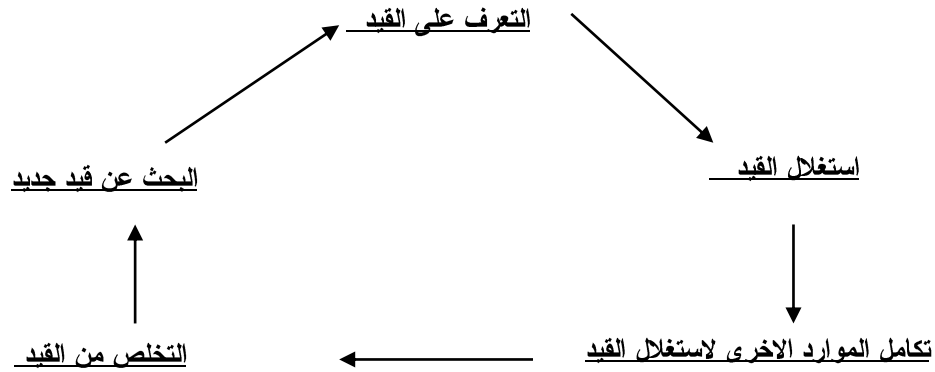 التعرف على القيد
استغلال القيد
البحث عن قيد جديد
تكامل الموارد الاخرى لاستغلال القيد
التخلص من القيد